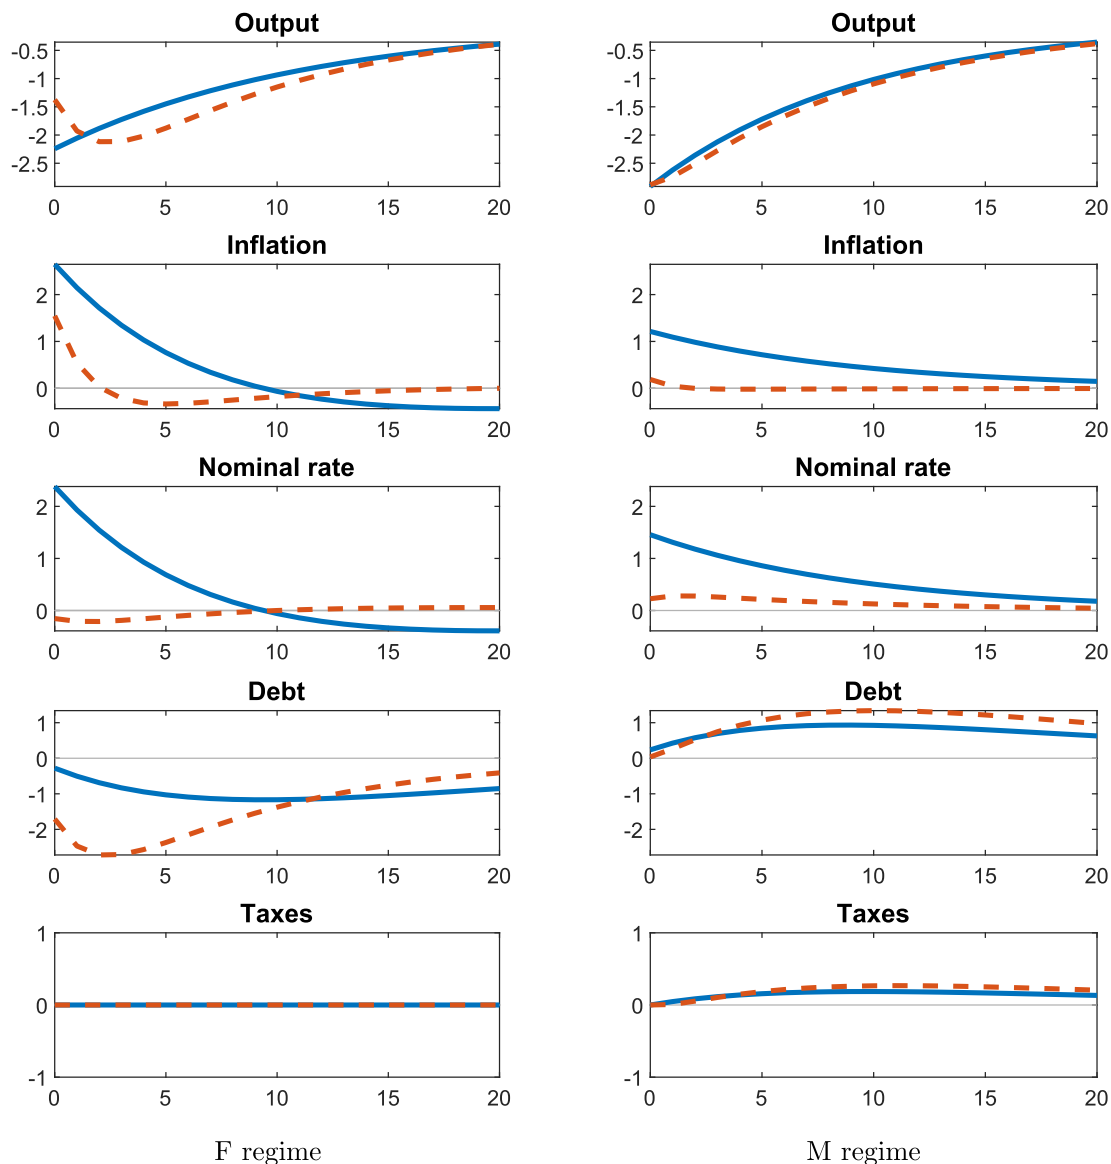 Output Output
-0.5 -0.5
-1 -1
-1.5 -1.5
-2 -2
-2.5 -2.5
0 5 10 15 20 0 5 10 15 20
Inflation Inflation
2 2
1 1
0 0
0 5 10 15 20 0 5 10 15 20
Nominal rate Nominal rate
2 2
1 1
0 0
0 5 10 15 20 0 5 10 15 20
Debt Debt
1 1
0 0
-1 -1
-2 -2
0 5 10 15 20 0 5 10 15 20
Taxes Taxes
1 1
0 0
-1 -1
0 5 10 15 20 0 5 10 15 20
F regime M regime